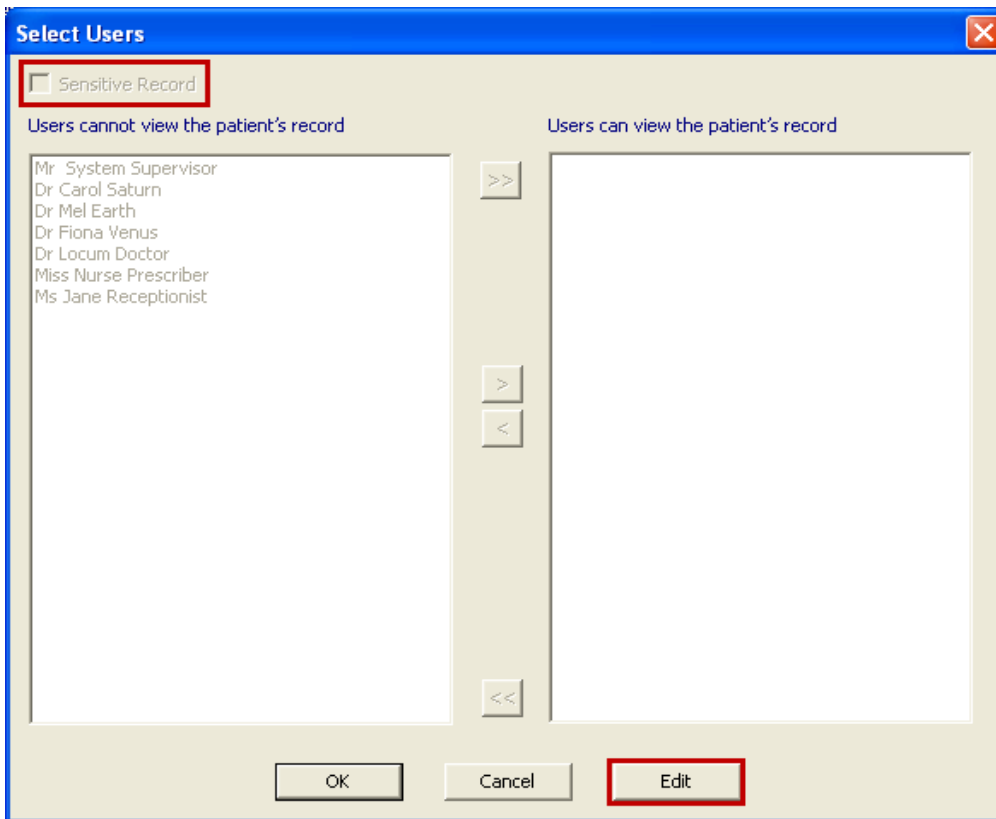 Select Users
Sensitive Record
Users cannot view the patient's record
Users can view the patient's record
Mr  System Supervisor
Dr Carol Saturn
Dr Mel Earth
Dr Fiona Venus
Dr Locum Doctor
Miss Nurse Prescriber
Ms Jane Receptionist
>>
>
<
<<
OK
Cancel
Edit